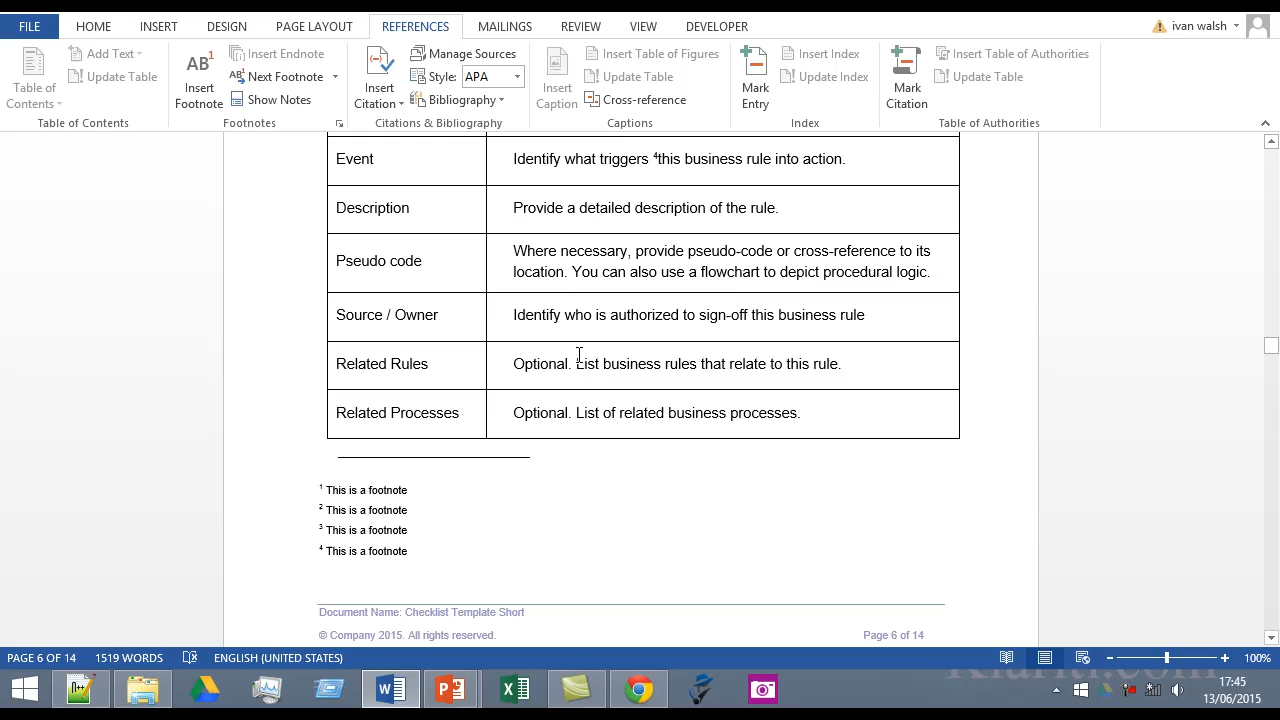 FILE HOME INSERT DESIGN PAGE LAYOUT REFERENCES MAILINGS REVIEW VIEW DEVELOPER ivan walsh
Table of Contents
Add Text
Update Table
Table of Contents
AB1
Insert Footnote
Insert Endnote
AB1 Next Footnote
Show Notes
Footnotes
Insert Citation
Manage Sources
Style: APA
Bibliography
Citations & Bibliography
Insert Caption
Insert Table of Figures
Update Table
Cross-reference
Captions
Mark Entry
Insert Index
Update Index
Index
Mark Citation
Insert Table of Authorities
Update Table
Table of Authorities
Event Identify what triggers ⁴this business rule into action.
Description Provide a detailed description of the rule.
Pseudo code Where necessary, provide pseudo-code or cross-reference to its
location. You can also use a flowchart to depict procedural logic.
Source / Owner Identify who is authorized to sign-off this business rule
Related Rules Optional. List business rules that relate to this rule.
Related Processes Optional. List of related business processes.
¹ This is a footnote
² This is a footnote
³ This is a footnote
⁴ This is a footnote
Document Name: Checklist Template Short
© Company 2015. All rights reserved. Page 6 of 14
PAGE 6 OF 14 1519 WORDS ENGLISH (UNITED STATES) 100%
Klariti.com
17:45
13/06/2015